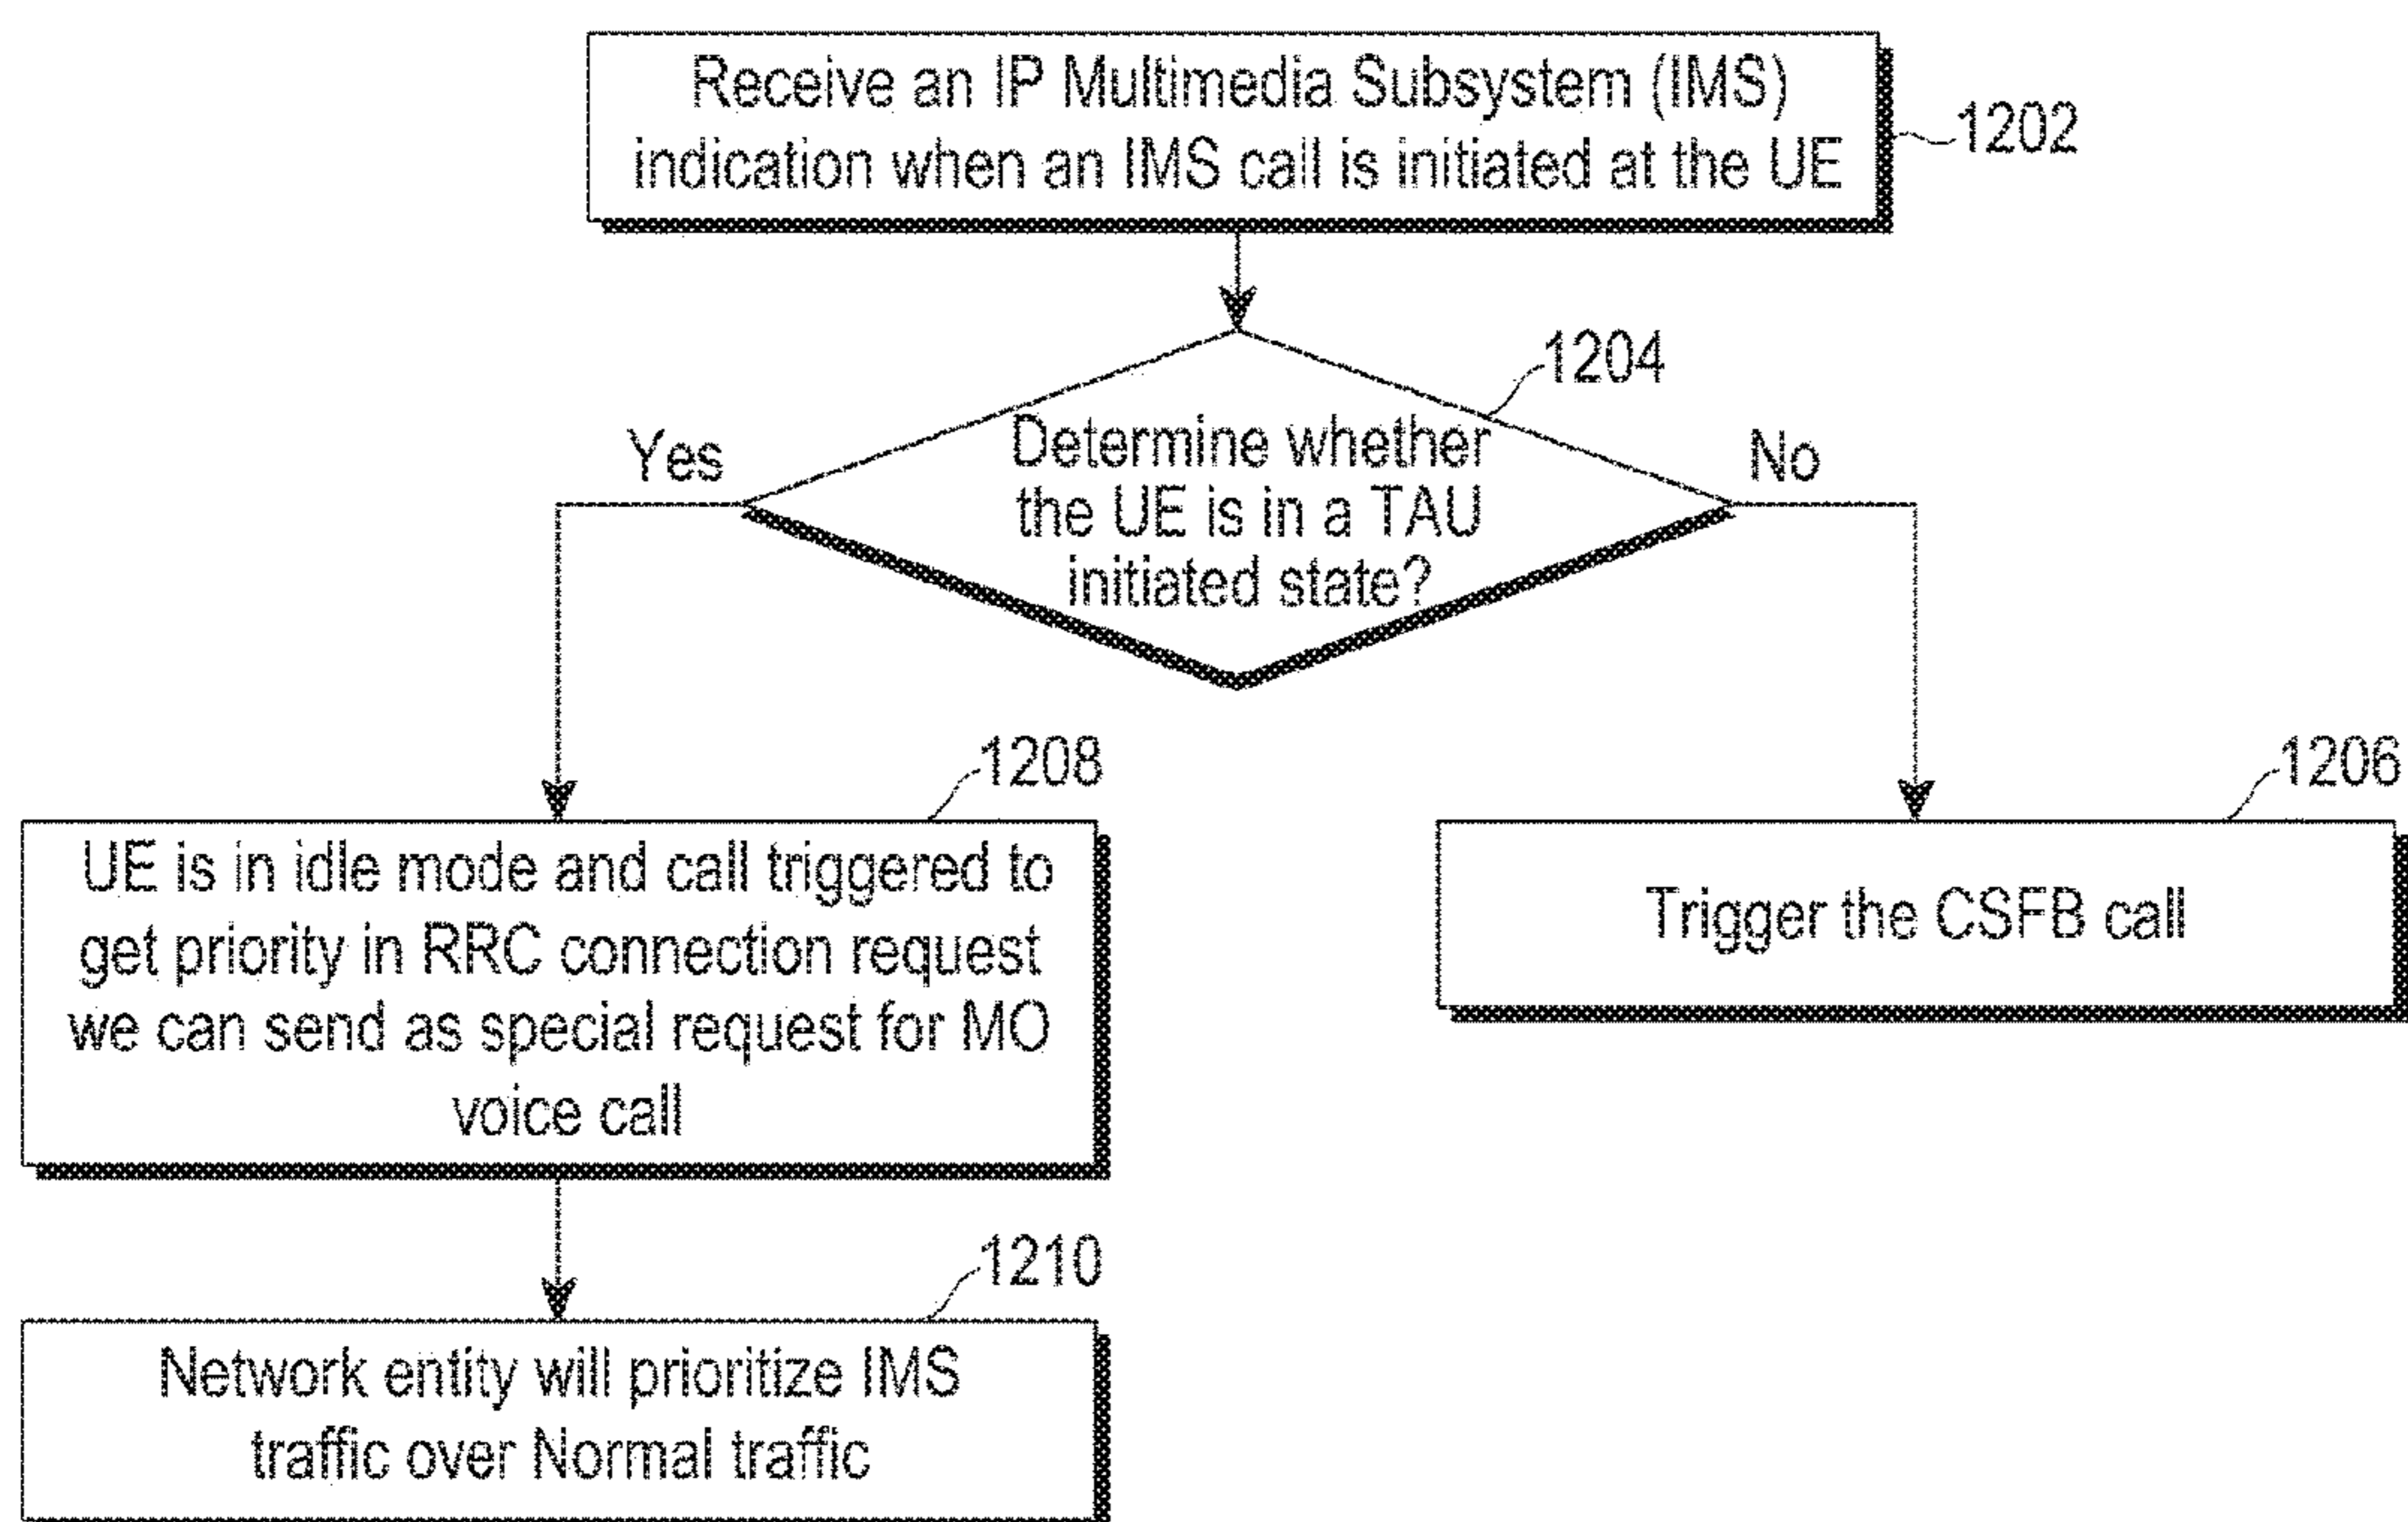 Receive an IP Multimedia Subsystem (IMS)
indication when an IMS call is initiated at the UE
1202
1204
Determine whether
the UE is in a TAU
initiated state?
Yes
No
1208
UE is in idle mode and call triggered to
get priority in RRC connection request
we can send as special request for MO
voice call
1206
Trigger the CSFB call
1210
Network entity will prioritize IMS
traffic over Normal traffic